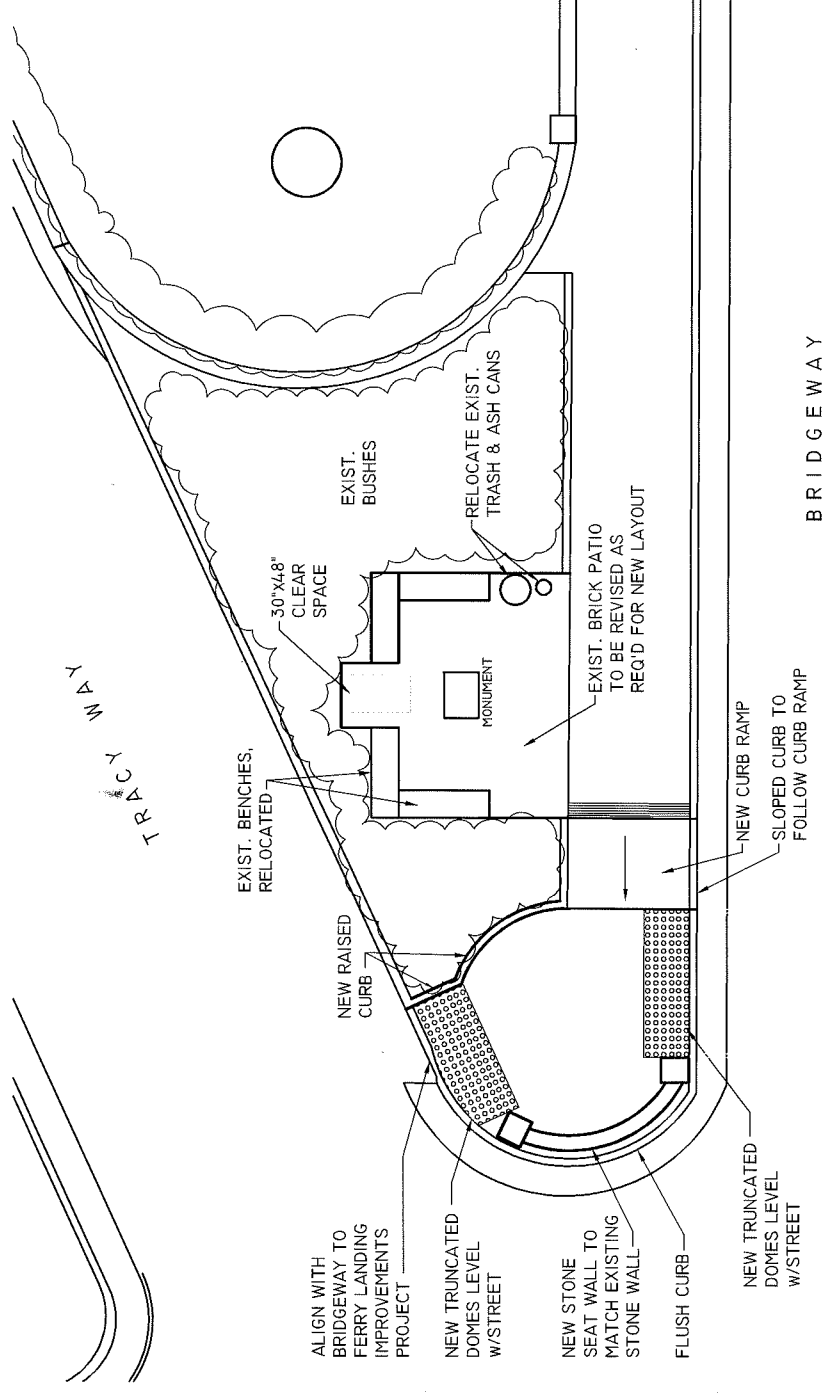 TRACY WAY
ALIGN WITH
BRIDGEWAY TO
FERRY LANDING
IMPROVEMENTS
PROJECT
NEW TRUNCATED
DOMES LEVEL
W/STREET
NEW STONE
SEAT WALL TO
MATCH EXISTING
STONE WALL
FLUSH CURB
NEW TRUNCATED
DOMES LEVEL
W/STREET
NEW RAISED
CURB
EXIST. BENCHES,
RELOCATED
30"X48"
CLEAR
SPACE
EXIST.
BUSHES
MONUMENT
RELOCATE EXIST.
TRASH & ASH CANS
EXIST. BRICK PATIO
TO BE REVISED AS
REQ'D FOR NEW LAYOUT
NEW CURB RAMP
SLOPED CURB TO
FOLLOW CURB RAMP
BRIDGEWAY